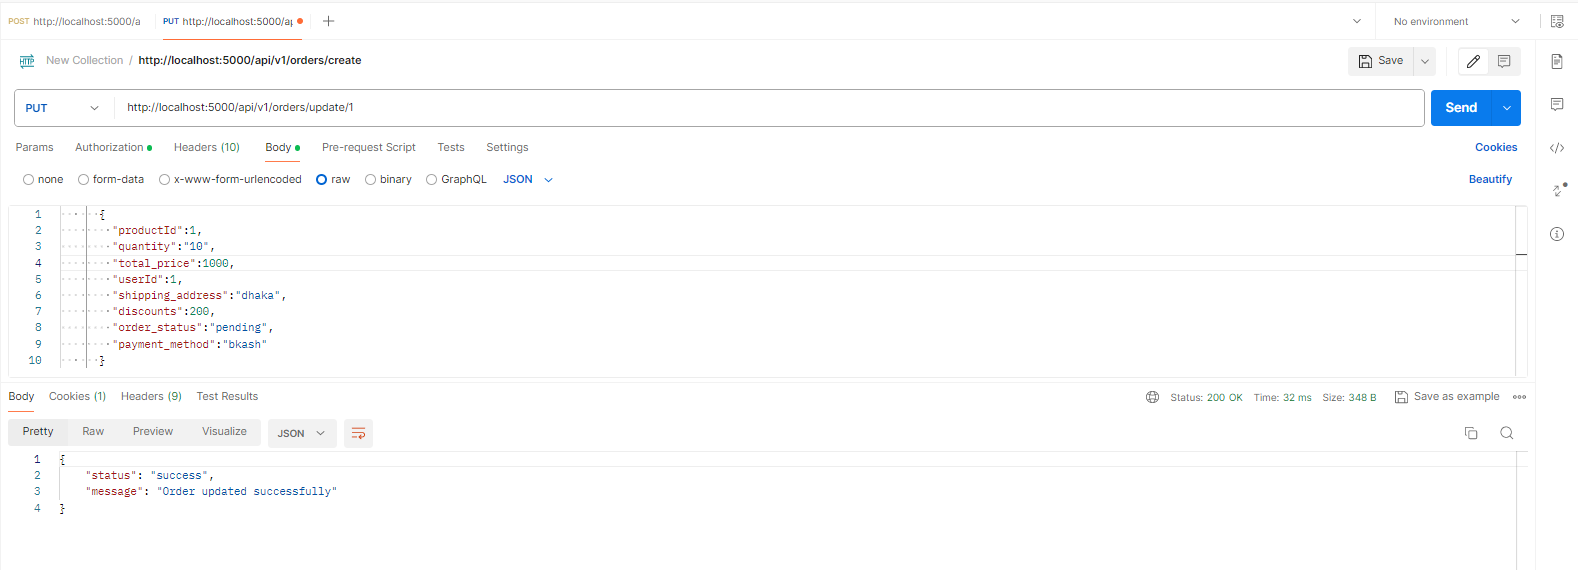 POST http://localhost:5000/a PUT http://localhost:5000/a No environment
New Collection / http://localhost:5000/api/v1/orders/create Save
PUT http://localhost:5000/api/v1/orders/update/1 Send
Params Authorization Headers (10) Body Pre-request Script Tests Settings Cookies
none form-data x-www-form-urlencoded raw binary GraphQL JSON Beautify
1 {
2 "productId":1,
3 "quantity":"10",
4 "total_price":1000,
5 "userId":1,
6 "shipping_address":"dhaka",
7 "discounts":200,
8 "order_status":"pending",
9 "payment_method":"bkash"
10 }
Body Cookies (1) Headers (9) Test Results Status: 200 OK Time: 32 ms Size: 348 B Save as example
Pretty Raw Preview Visualize JSON
1 {
2 "status": "success",
3 "message": "Order updated successfully"
4 }